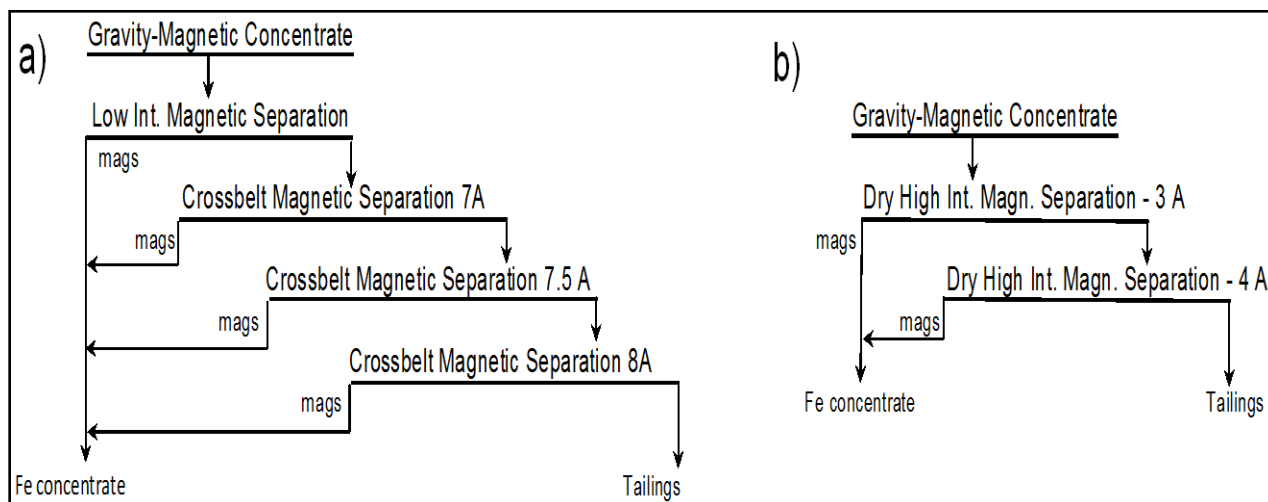 a)
Gravity-Magnetic Concentrate
Low Int. Magnetic Separation
mags
Crossbelt Magnetic Separation 7A
mags
Crossbelt Magnetic Separation 7.5 A
mags
Crossbelt Magnetic Separation 8A
mags
Fe concentrate
Tailings
b)
Gravity-Magnetic Concentrate
Dry High Int. Magn. Separation - 3 A
mags
Dry High Int. Magn. Separation - 4 A
mags
Fe concentrate
Tailings